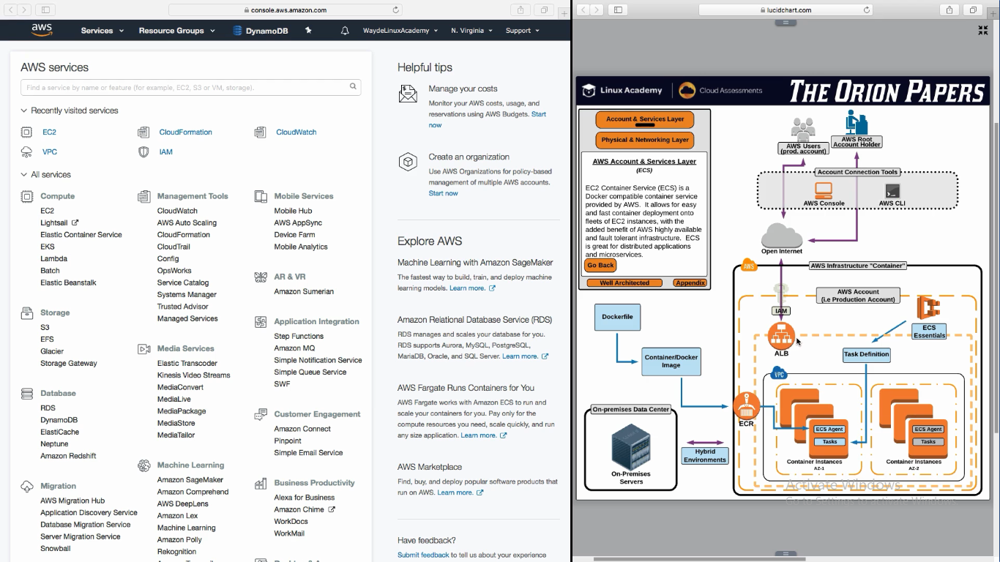 console.aws.amazon.com
aws
Services
Resource Groups
DynamoDB
WaydeLinuxAcademy
N. Virginia
Support
AWS services
Find a service by name or feature (for example, EC2, S3 or VM, storage).
Recently visited services
EC2
CloudFormation
CloudWatch
VPC
IAM
All services
Compute
EC2
Lightsail
Elastic Container Service
EKS
Lambda
Batch
Elastic Beanstalk
Storage
S3
EFS
Glacier
Storage Gateway
Database
RDS
DynamoDB
ElastiCache
Neptune
Amazon Redshift
Migration
AWS Migration Hub
Application Discovery Service
Database Migration Service
Server Migration Service
Snowball
Management Tools
CloudWatch
AWS Auto Scaling
CloudFormation
CloudTrail
Config
OpsWorks
Service Catalog
Systems Manager
Trusted Advisor
Managed Services
Media Services
Elastic Transcoder
Kinesis Video Streams
MediaConvert
MediaLive
MediaPackage
MediaStore
MediaTailor
Machine Learning
Amazon SageMaker
Amazon Comprehend
AWS DeepLens
Amazon Lex
Machine Learning
Amazon Polly
Rekognition
Mobile Services
Mobile Hub
AWS AppSync
Device Farm
Mobile Analytics
AR & VR
Amazon Sumerian
Application Integration
Step Functions
Amazon MQ
Simple Notification Service
Simple Queue Service
SWF
Customer Engagement
Amazon Connect
Pinpoint
Simple Email Service
Business Productivity
Alexa for Business
Amazon Chime
WorkDocs
WorkMail
Helpful tips
Manage your costs
Monitor your AWS costs, usage, and
reservations using AWS Budgets. Start
now
Create an organization
Use AWS Organizations for policy-based
management of multiple AWS accounts.
Start now
Explore AWS
Machine Learning with Amazon SageMaker
The fastest way to build, train, and deploy machine
learning models. Learn more.
Amazon Relational Database Service (RDS)
RDS manages and scales your database for you.
RDS supports Aurora, MySQL, PostgreSQL,
MariaDB, Oracle, and SQL Server. Learn more.
AWS Fargate Runs Containers for You
AWS Fargate works with Amazon ECS to run and
scale your containers for you. Pay only for the
compute resources you need, scale quickly, and run
any size application. Learn more.
AWS Marketplace
Find, buy, and deploy popular software products that
run on AWS. Learn more.
Have feedback?
Submit feedback to tell us about your experience
lucidchart.com
Linux Academy
Cloud Assessments
THE ORION PAPERS
Account & Services Layer
Physical & Networking Layer
AWS Account & Services Layer
(ECS)
EC2 Container Service (ECS) is a
Docker compatible container service
provided by AWS. It allows for easy
and fast container deployment onto
fleets of EC2 instances, with the
added benefit of AWS highly available
and fault tolerant infrastructure. ECS
is great for distributed applications
and microservices.
Go Back
Well Architected
Appendix
AWS Users
(prod. account)
AWS Root
Account Holder
Account Connection Tools
AWS Console
AWS CLI
Open Internet
AWS
AWS Infrastructure "Container"
AWS Account
(i.e Production Account)
IAM
ALB
ECS
Essentials
Task Definition
Dockerfile
Container/Docker
Image
VPC
ECR
ECS Agent
Tasks
Container Instances
AZ-1
ECS Agent
Tasks
Container Instances
AZ-2
On-premises Data Center
On-Premises
Servers
Hybrid
Environments
Activate Windows
Go to Settings to activate Windows.